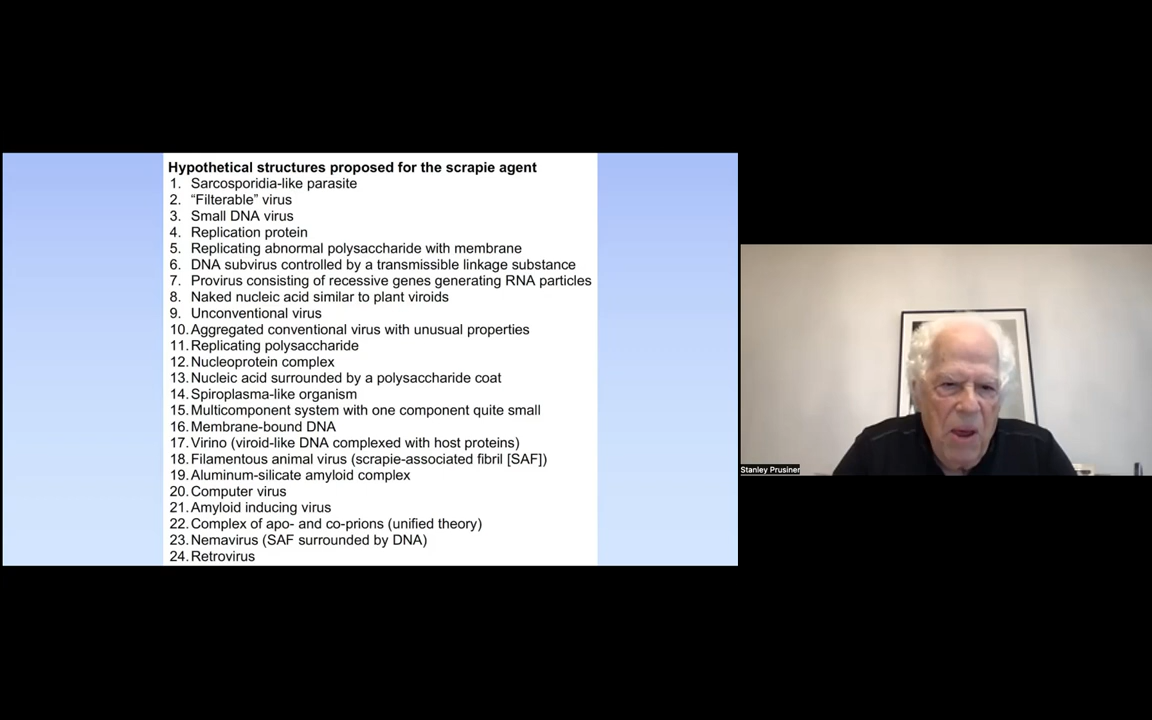 Hypothetical structures proposed for the scrapie agent
1. Sarcosporidia-like parasite
2. “Filterable” virus
3. Small DNA virus
4. Replication protein
5. Replicating abnormal polysaccharide with membrane
6. DNA subvirus controlled by a transmissible linkage substance
7. Provirus consisting of recessive genes generating RNA particles
8. Naked nucleic acid similar to plant viroids
9. Unconventional virus
10. Aggregated conventional virus with unusual properties
11. Replicating polysaccharide
12. Nucleoprotein complex
13. Nucleic acid surrounded by a polysaccharide coat
14. Spiroplasma-like organism
15. Multicomponent system with one component quite small
16. Membrane-bound DNA
17. Virino (viroid-like DNA complexed with host proteins)
18. Filamentous animal virus (scrapie-associated fibril [SAF])
19. Aluminum-silicate amyloid complex
20. Computer virus
21. Amyloid inducing virus
22. Complex of apo- and co-prions (unified theory)
23. Nemavirus (SAF surrounded by DNA)
24. Retrovirus
Stanley Prusiner